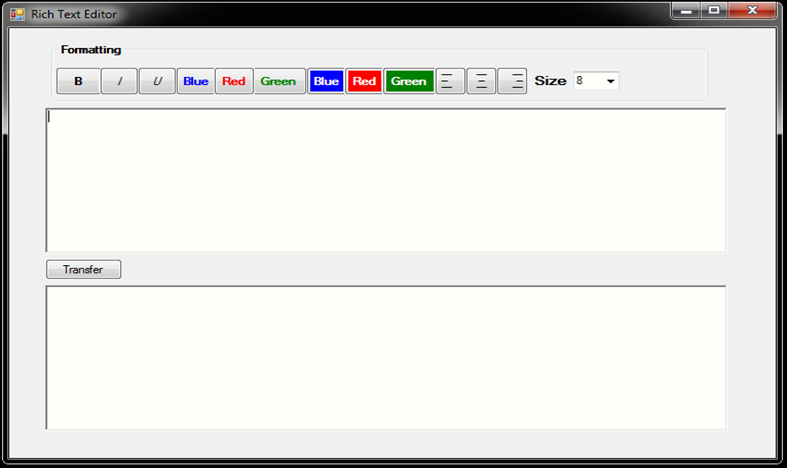 Rich Text Editor
Formatting
B I U Blue Red Green Blue Red Green Size 8
Transfer